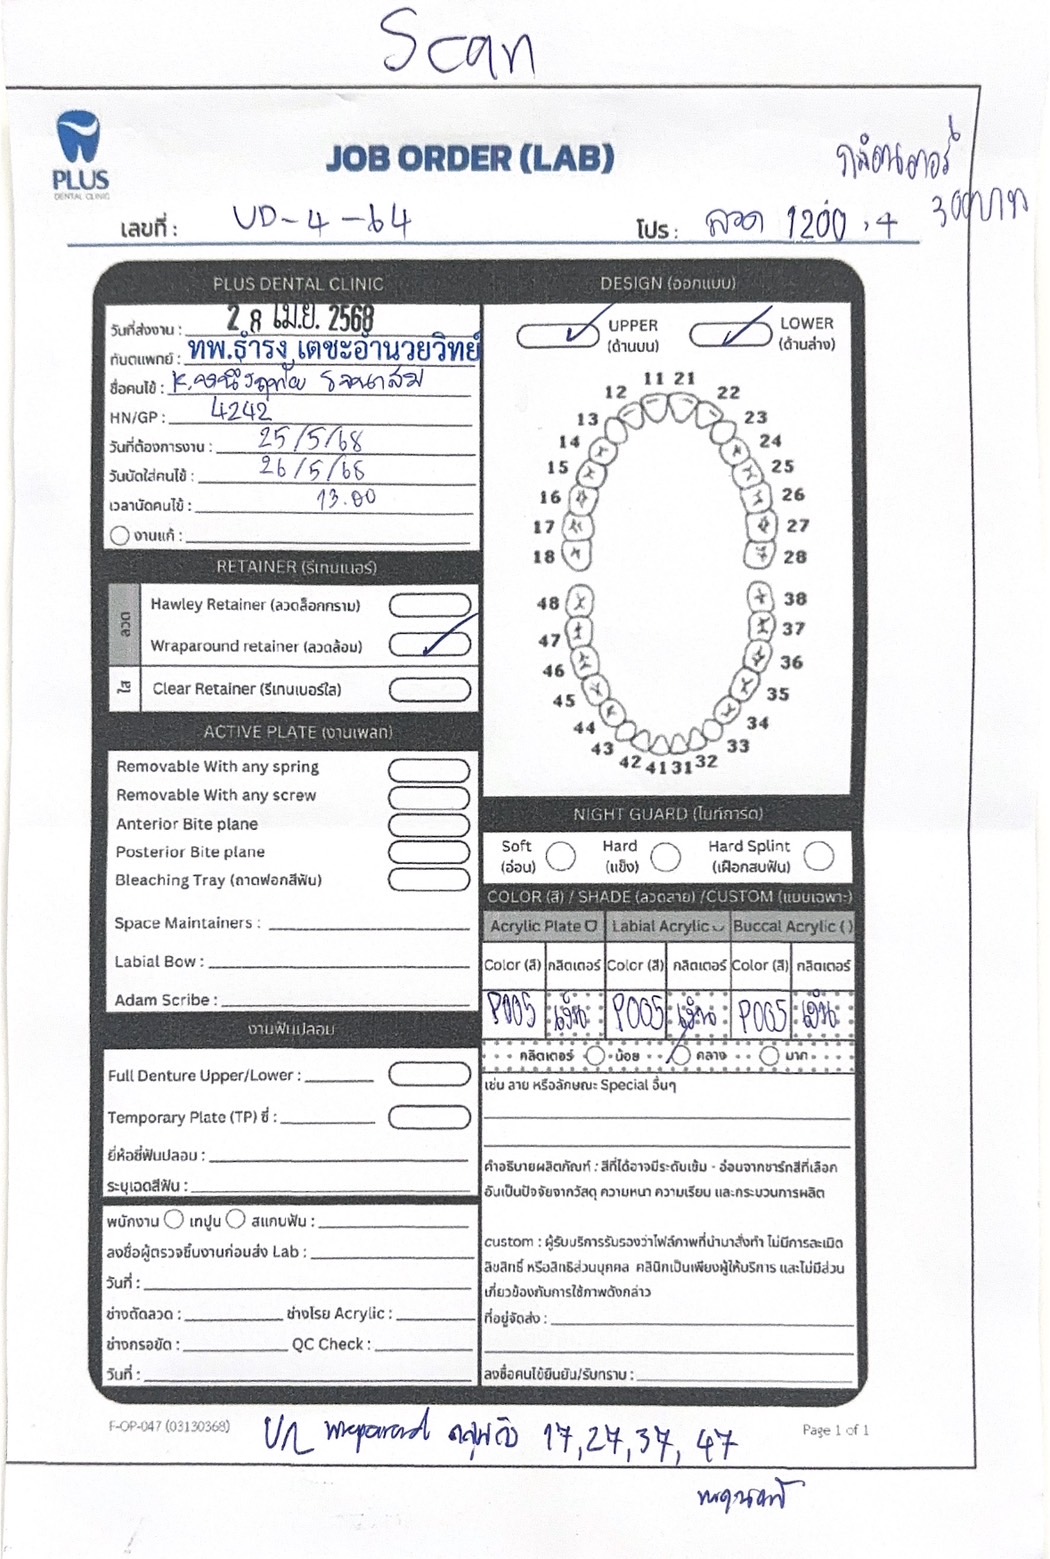 Scan
PLUS
DENTAL CLINIC
JOB ORDER (LAB)
กลิตเตอร์
300บาท
เลขที่ : UD-4-64
โปร : ลวด 1200 , +
PLUS DENTAL CLINIC
วันที่ส่งงาน : 28 เม.ย. 2568
ทันตแพทย์ : ทพ.ธำรง เตชะอำนวยวิทย์
ชื่อคนไข้ : K.
HN/GP : 4242
วันที่ต้องการงาน : 25/5/68
วันนัดใส่คนไข้ : 26/5/68
เวลานัดคนไข้ : 13.00
งานแก้ :
RETAINER (รีเทนเนอร์)
ลวด
Hawley Retainer (ลวดล็อกกราม)
Wraparound retainer (ลวดล้อม)
ใส
Clear Retainer (รีเทนเนอร์ใส)
ACTIVE PLATE (งานเพลท)
Removable With any spring
Removable With any screw
Anterior Bite plane
Posterior Bite plane
Bleaching Tray (ถาดฟอกสีฟัน)
Space Maintainers :
Labial Bow :
Adam Scribe :
งานฟันปลอม
Full Denture Upper/Lower :
Temporary Plate (TP) ซี่ :
ยี่ห้อซี่ฟันปลอม :
ระบุเฉดสีฟัน :
พนักงาน เทปูน สแกนฟัน :
ลงชื่อผู้ตรวจชิ้นงานก่อนส่ง Lab :
วันที่ :
ช่างดัดลวด : ช่างโรย Acrylic :
ช่างกรอขัด : QC Check :
วันที่ :
DESIGN (ออกแบบ)
UPPER (ด้านบน)
LOWER (ด้านล่าง)
11 21
12 22
13 23
14 24
15 25
16 26
17 27
18 28
48 38
47 37
46 36
45 35
44 34
43 33
42 41 31 32
NIGHT GUARD (ไนท์การ์ด)
Soft (อ่อน) Hard (แข็ง) Hard Splint (เฝือกสบฟัน)
COLOR (สี) / SHADE (ลวดลาย) /CUSTOM (แบบเฉพาะ)
Acrylic Plate Labial Acrylic Buccal Acrylic ( )
Color (สี) กลิตเตอร์ Color (สี) กลิตเตอร์ Color (สี) กลิตเตอร์
P005 เงิน P005 เงิน P005 เงิน
กลิตเตอร์ น้อย กลาง มาก
เช่น ลาย หรือลักษณะ Special อื่นๆ
คำอธิบายผลิตภัณฑ์ : สีที่ได้อาจมีระดับเข้ม - อ่อนจากชาร์ทสีที่เลือก
อันเป็นปัจจัยจากวัสดุ ความหนา ความเรียบ และกระบวนการผลิต
custom : ผู้รับบริการรับรองว่าไฟล์ภาพที่นำมาสั่งทำ ไม่มีการละเมิด
ลิขสิทธิ์ หรือสิทธิส่วนบุคคล คลินิกเป็นเพียงผู้ให้บริการ และไม่มีส่วน
เกี่ยวข้องกับการใช้ภาพดังกล่าว
ที่อยู่จัดส่ง :
ลงชื่อคนไข้ยืนยัน/รับทราบ :
F-OP-047 (03130368)
Page 1 of 1
U/L wraparound 17,27,37, 47